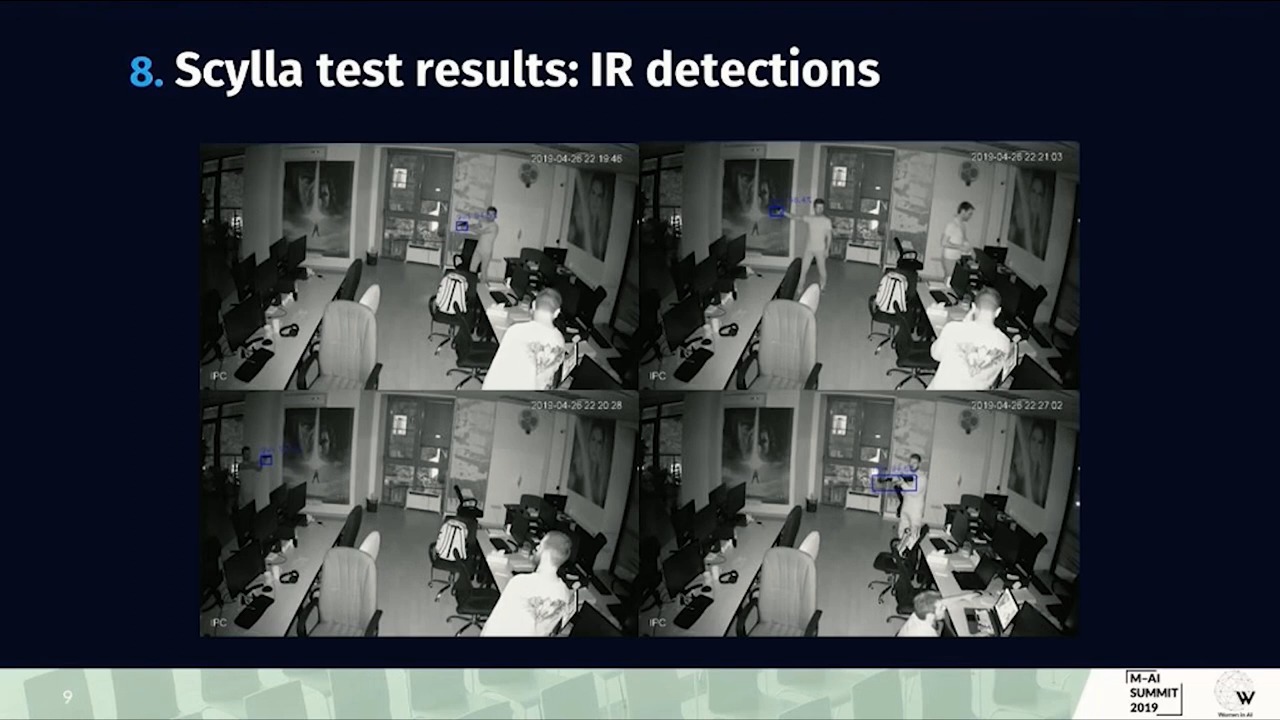 8. Scylla test results: IR detections
2019-04-26 22:19:46
2019-04-26 22:21:03
IPC
IPC
2019-04-26 22:20:28
2019-04-26 22:27:02
IPC
IPC
9
M-AI
SUMMIT
2019
W
Women in AI